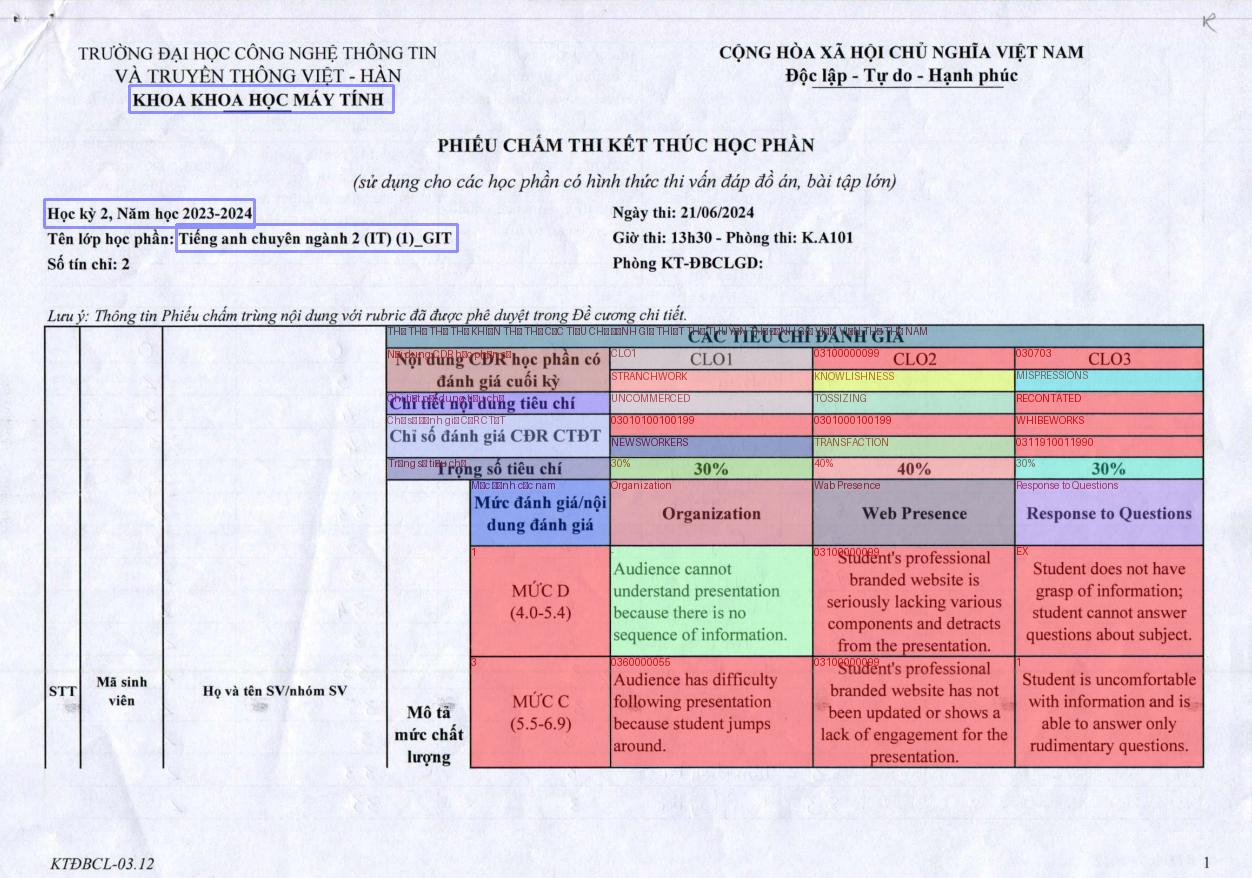 TRƯỜNG ĐẠI HỌC CÔNG NGHỆ THÔNG TIN
VÀ TRUYỀN THÔNG VIỆT - HÀN
KHOA KHOA HỌC MÁY TÍNH
CỘNG HÒA XÃ HỘI CHỦ NGHĨA VIỆT NAM
Độc lập - Tự do - Hạnh phúc
PHIẾU CHẤM THI KẾT THÚC HỌC PHẦN
(sử dụng cho các học phần có hình thức thi vấn đáp đồ án, bài tập lớn)
Học kỳ 2, Năm học 2023-2024
Tên lớp học phần: Tiếng anh chuyên ngành 2 (IT) (1)_GIT
Số tín chỉ: 2
Ngày thi: 21/06/2024
Giờ thi: 13h30 - Phòng thi: K.A101
Phòng KT-ĐBCLGD:
Lưu ý: Thông tin Phiếu chấm trùng nội dung với rubric đã được phê duyệt trong Đề cương chi tiết.
CÁC TIÊU CHÍ ĐÁNH GIÁ
Nội dung CĐR học phần có
đánh giá cuối kỳ
CLO1
CLO1
03100000099
CLO2
030703
CLO3
STRANCHWORK
KNOWLISHNESS
MISPRESSIONS
Chi tiết nội dung tiêu chí
UNCOMMERCED
TOSSIZING
RECONTATED
Chỉ số đánh giá CĐR CTĐT
03010100100199
0301000100199
WHIBEWORKS
NEWSWORKERS
TRANSFACTION
0311910011990
Trọng số tiêu chí
30%
30%
40%
40%
30%
30%
Mức đánh giá/nội
dung đánh giá
Organization
Organization
Wab Presence
Web Presence
Response to Questions
Response to Questions
1
MỨC D
(4.0-5.4)
Audience cannot
understand presentation
because there is no
sequence of information.
03100000099
Student's professional
branded website is
seriously lacking various
components and detracts
from the presentation.
EX
Student does not have
grasp of information;
student cannot answer
questions about subject.
3
MỨC C
(5.5-6.9)
0360000055
Audience has difficulty
following presentation
because student jumps
around.
03100000099
Student's professional
branded website has not
been updated or shows a
lack of engagement for the
presentation.
1
Student is uncomfortable
with information and is
able to answer only
rudimentary questions.
STT
Mã sinh
viên
Họ và tên SV/nhóm SV
Mô tả
mức chất
lượng
KTĐBCL-03.12
1